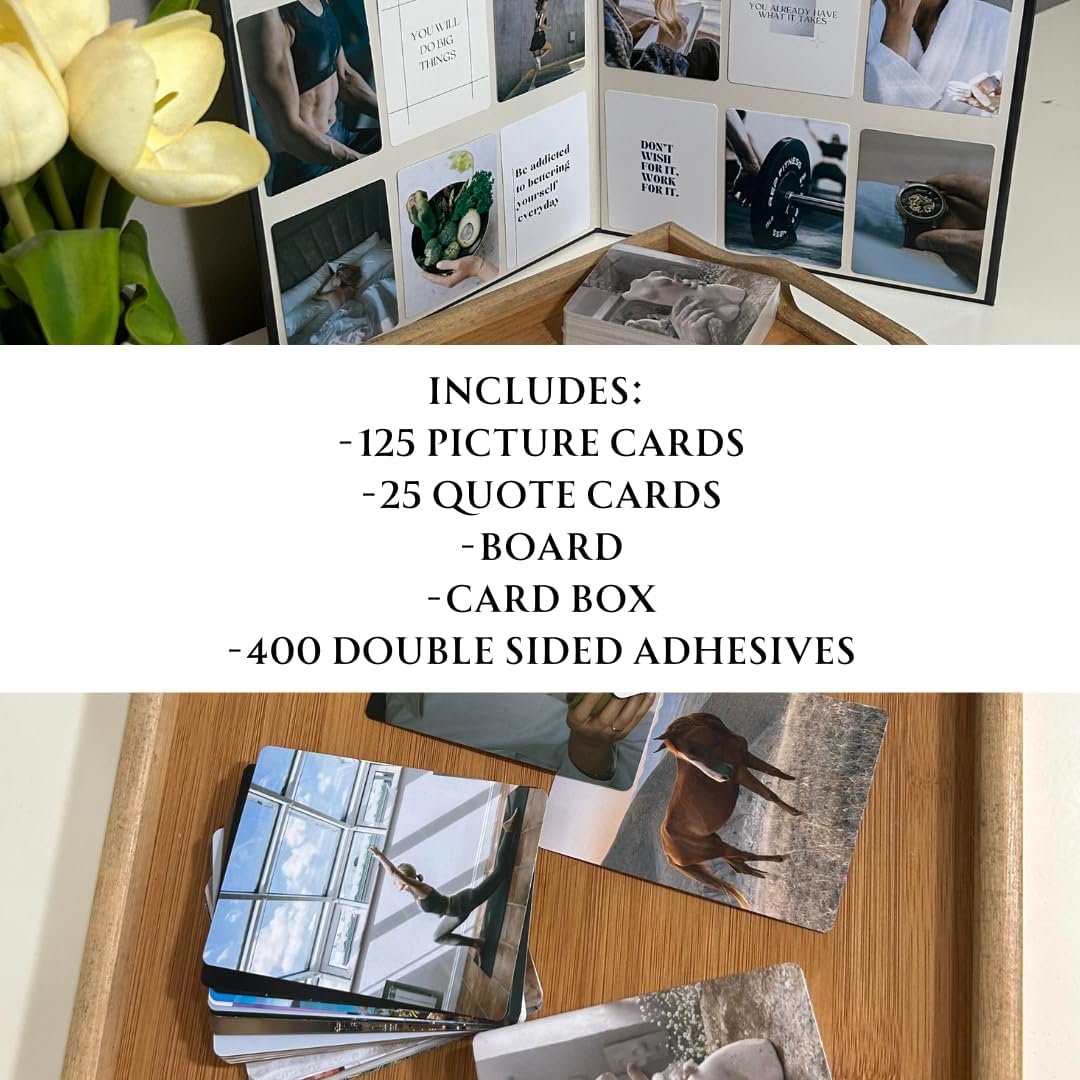 YOU WILL
DO BIG
THINGS
YOU ALREADY HAVE
WHAT IT TAKES
Be addicted
to bettering
yourself
everyday
DON'T
WISH
FOR IT.
WORK
FOR IT.
INCLUDES:
-125 PICTURE CARDS
-25 QUOTE CARDS
-BOARD
-CARD BOX
-400 DOUBLE SIDED ADHESIVES